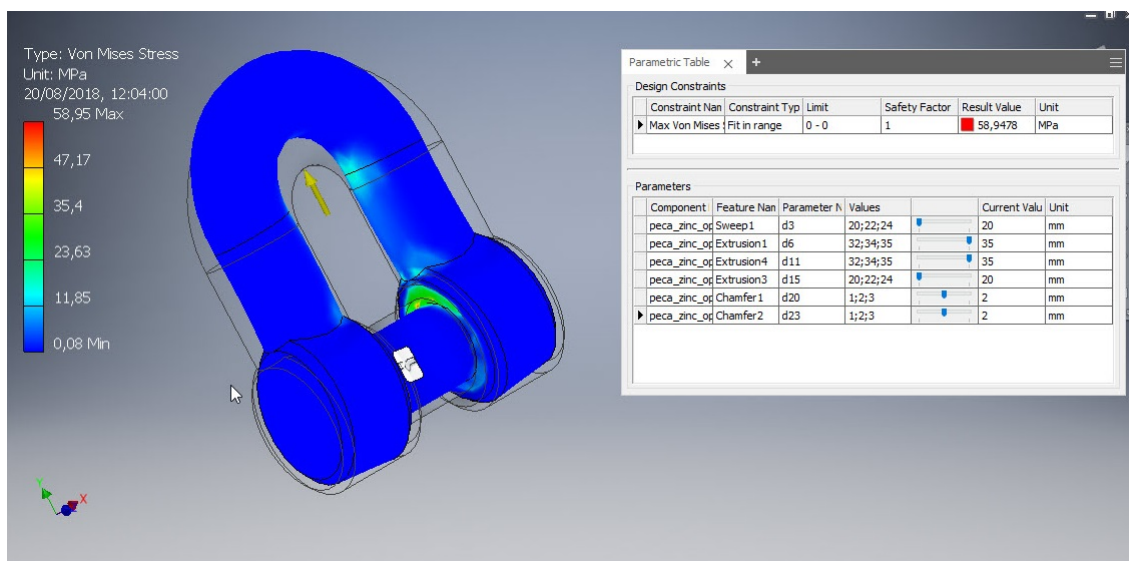 Type: Von Mises Stress
Unit: MPa
20/08/2018, 12:04:00
58,95 Max
47,17
35,4
23,63
11,85
0,08 Min
Y
X
Parametric Table
Design Constraints
Constraint Nan Constraint Typ Limit Safety Factor Result Value Unit
Max Von Mises Fit in range 0 - 0 1 58,9478 MPa
Parameters
Component Feature Nan Parameter N Values Current Valu Unit
peca_zinc_op Sweep1 d3 20;22;24 20 mm
peca_zinc_op Extrusion1 d6 32;34;35 35 mm
peca_zinc_op Extrusion4 d11 32;34;35 35 mm
peca_zinc_op Extrusion3 d15 20;22;24 20 mm
peca_zinc_op Chamfer1 d20 1;2;3 2 mm
peca_zinc_op Chamfer2 d23 1;2;3 2 mm